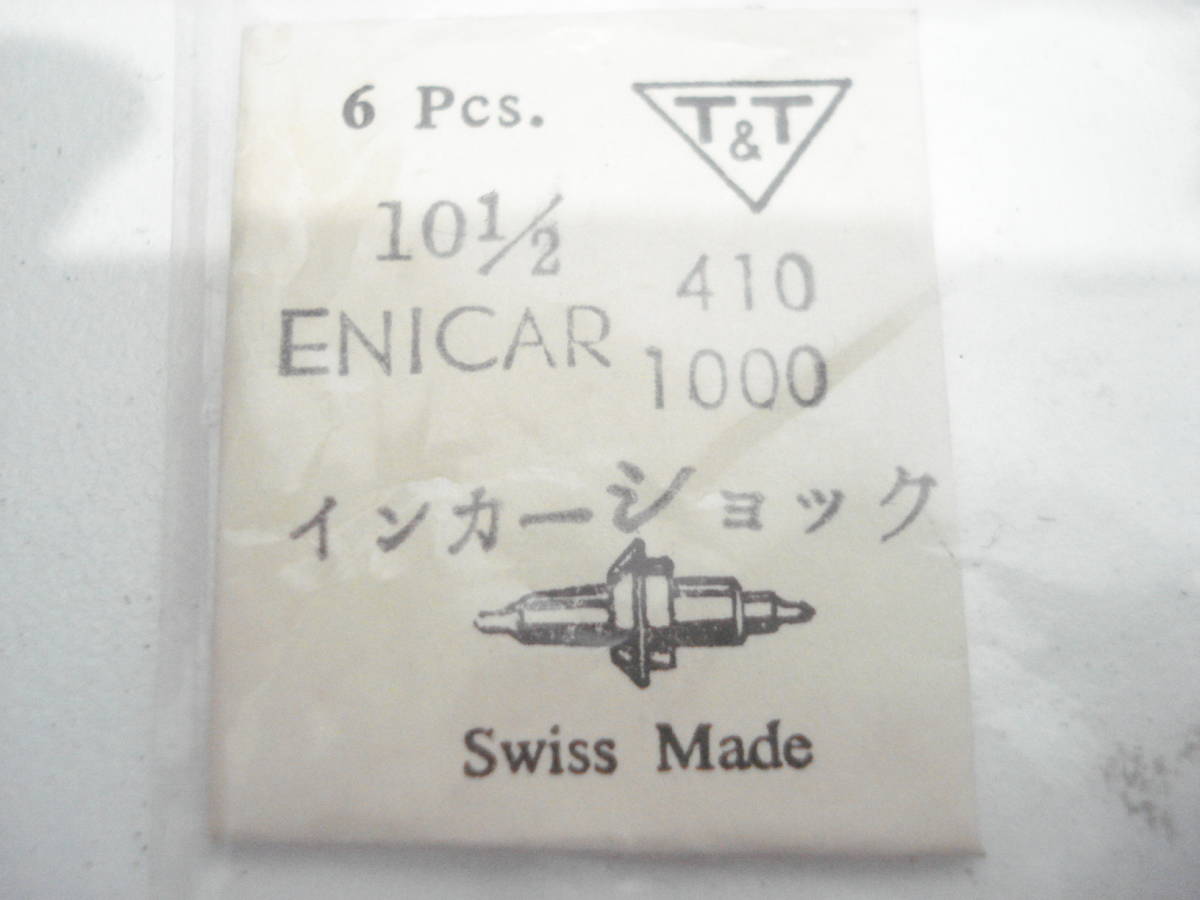 6 Pcs.
T&T
10½
410
ENICAR
1000
インカーショック
Swiss Made